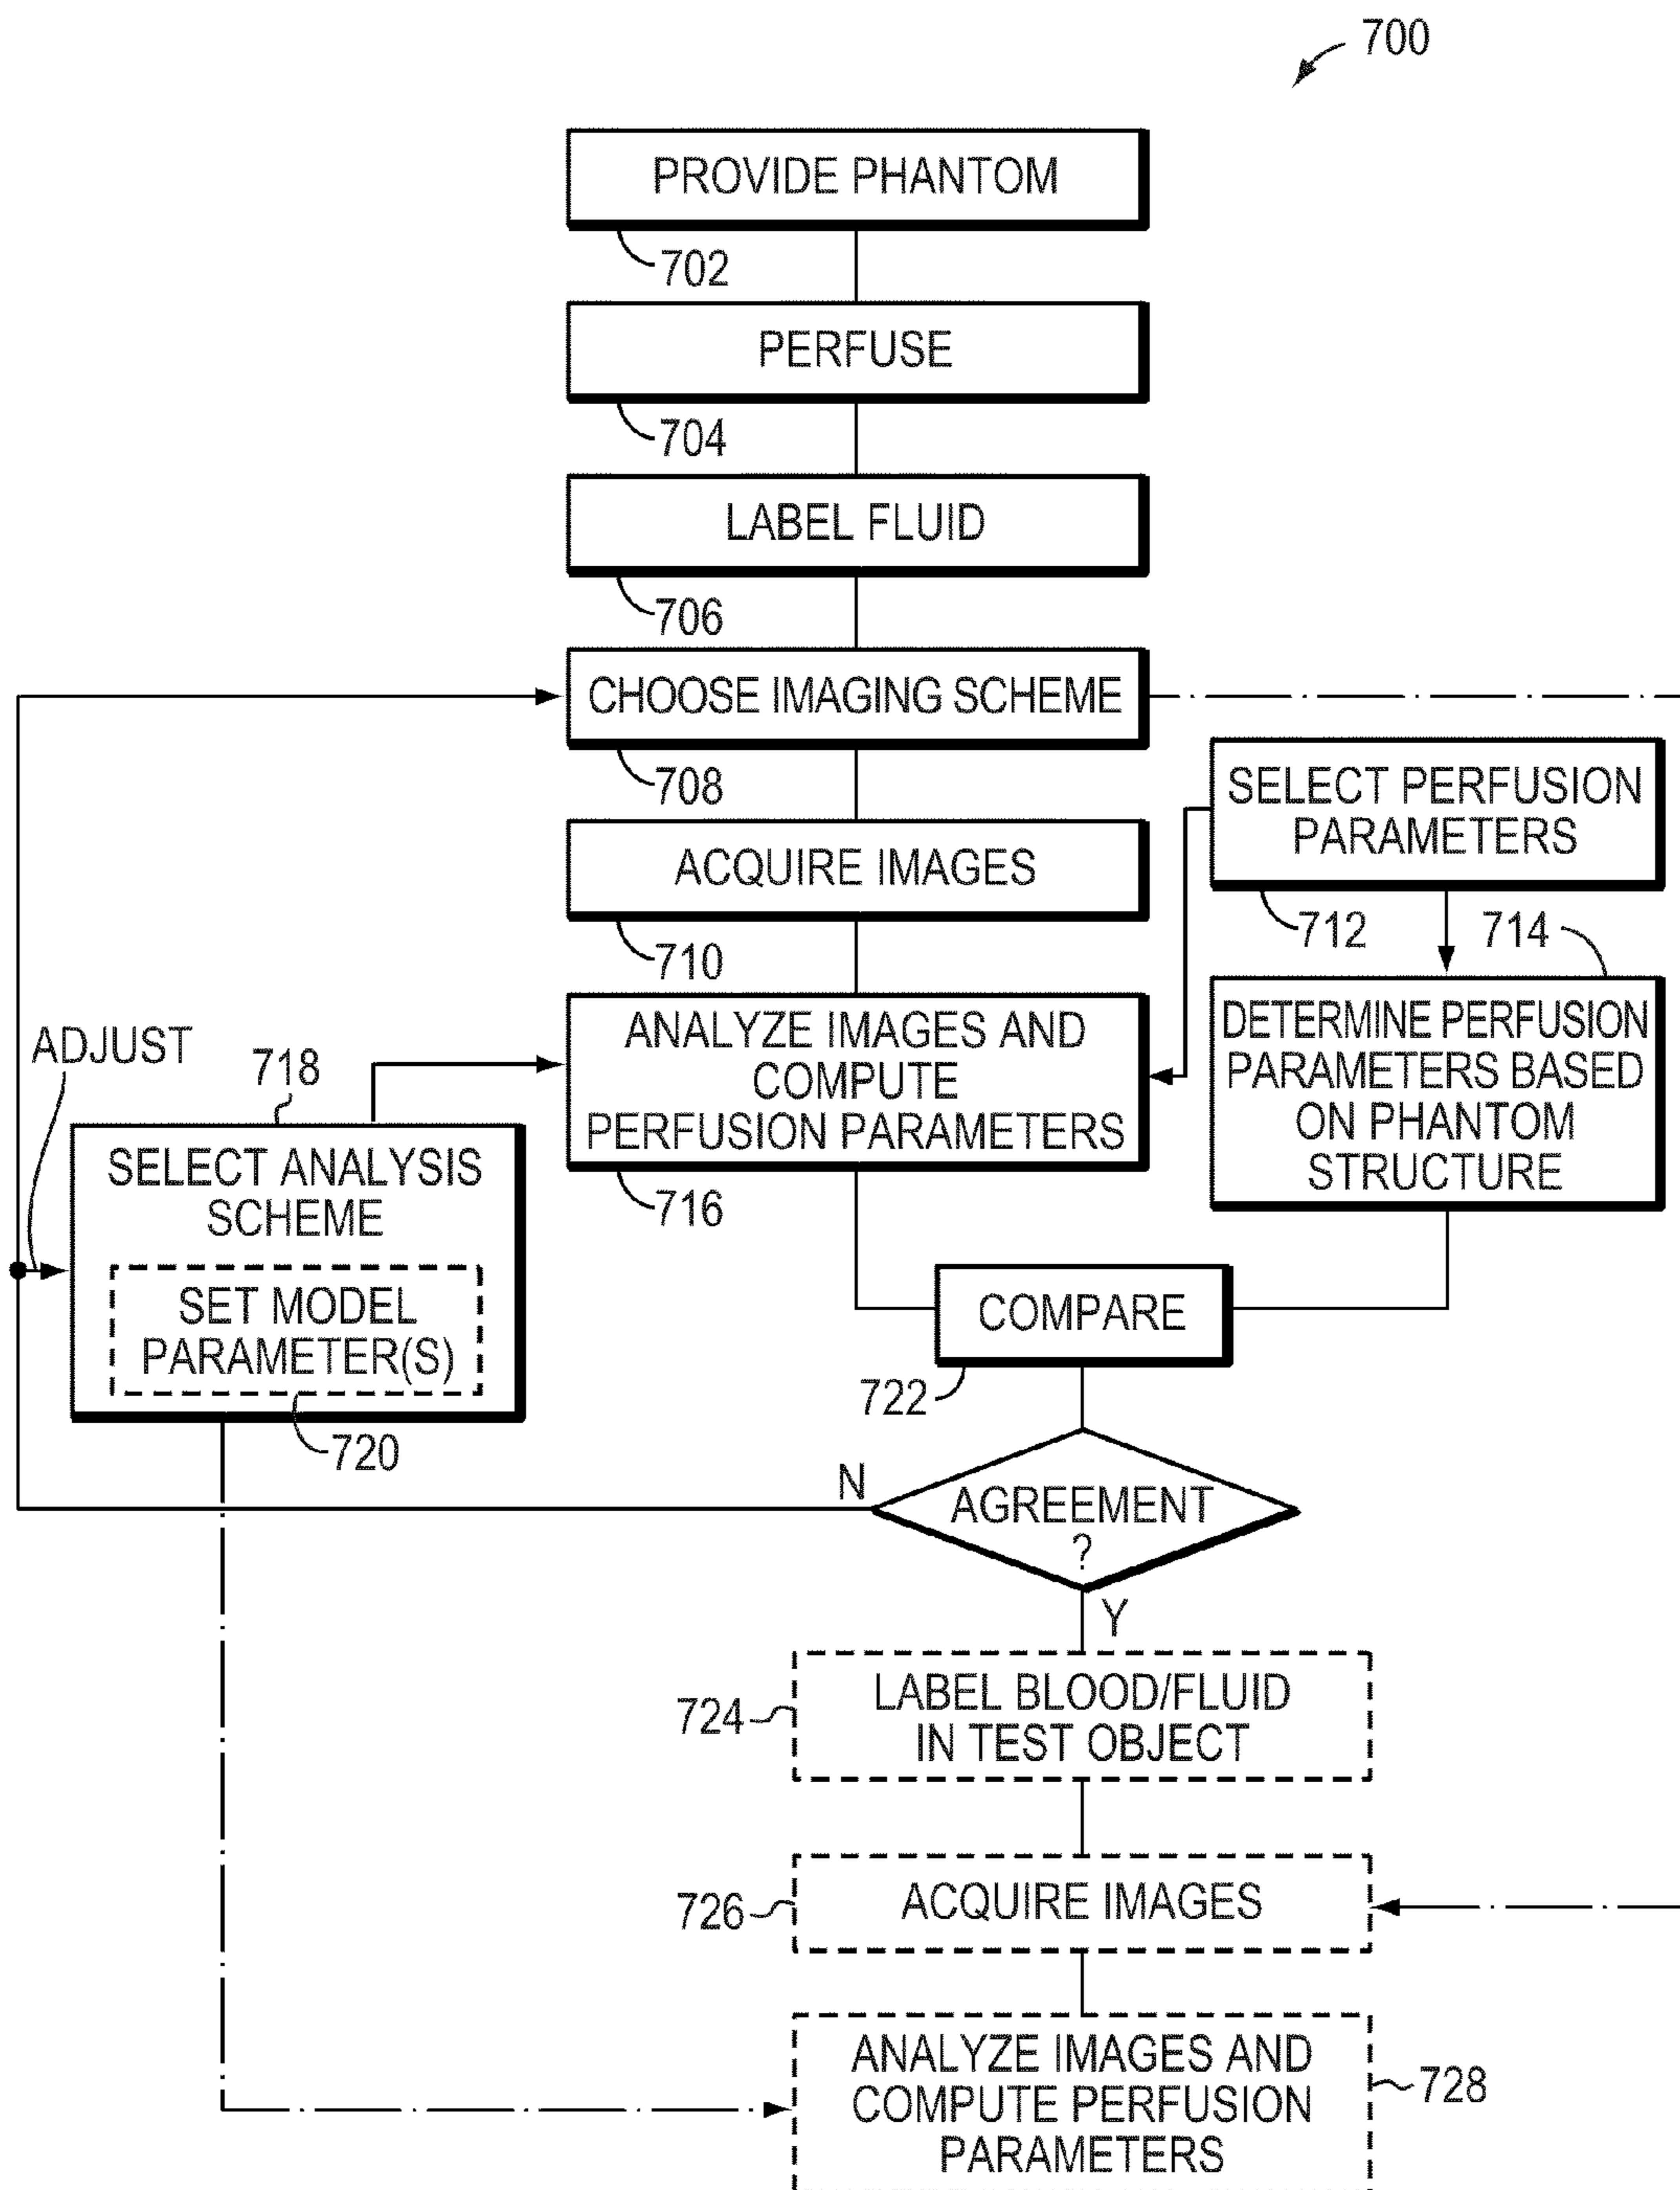 700
PROVIDE PHANTOM
702
PERFUSE
704
LABEL FLUID
706
CHOOSE IMAGING SCHEME
708
SELECT PERFUSION
PARAMETERS
712
ACQUIRE IMAGES
710
714
DETERMINE PERFUSION
PARAMETERS BASED
ON PHANTOM
STRUCTURE
ANALYZE IMAGES AND
COMPUTE
PERFUSION PARAMETERS
716
ADJUST
718
SELECT ANALYSIS
SCHEME
SET MODEL
PARAMETER(S)
720
COMPARE
722
AGREEMENT
?
N
Y
724
LABEL BLOOD/FLUID
IN TEST OBJECT
726
ACQUIRE IMAGES
ANALYZE IMAGES AND
COMPUTE PERFUSION
PARAMETERS
728